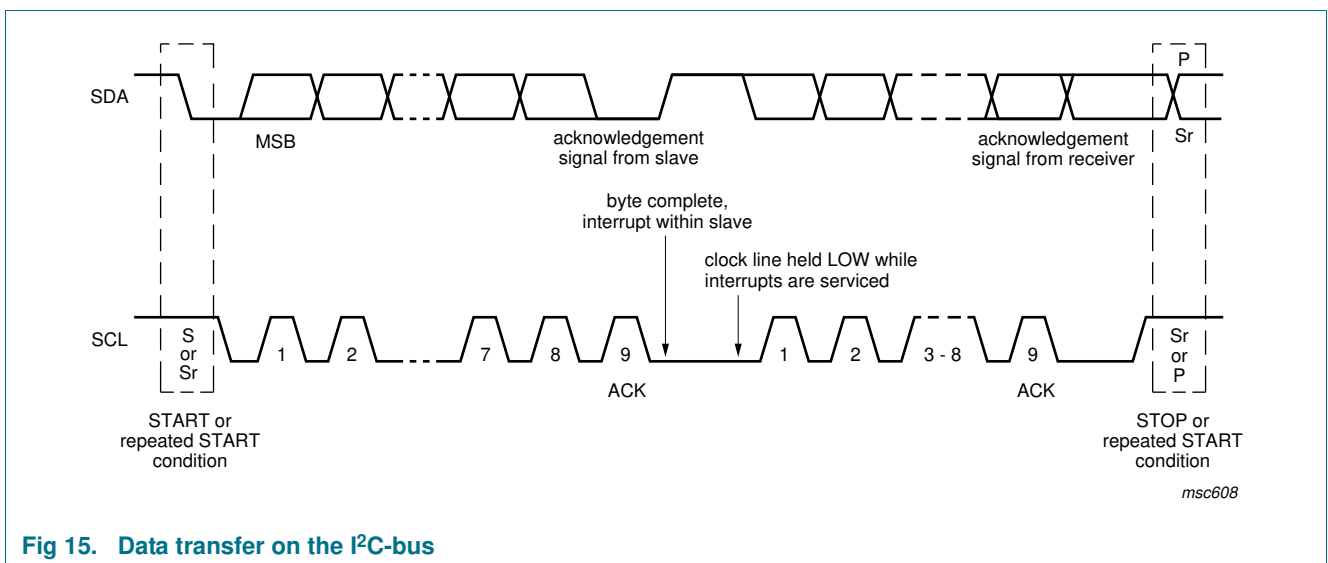 P
SDA
MSB
acknowledgement
signal from slave
acknowledgement
signal from receiver
Sr
byte complete,
interrupt within slave
clock line held LOW while
interrupts are serviced
SCL
S
or
Sr
1
2
7
8
9
1
2
3 - 8
9
Sr
or
P
ACK
ACK
START or
repeated START
condition
STOP or
repeated START
condition
msc608
Fig 15. Data transfer on the I²C-bus